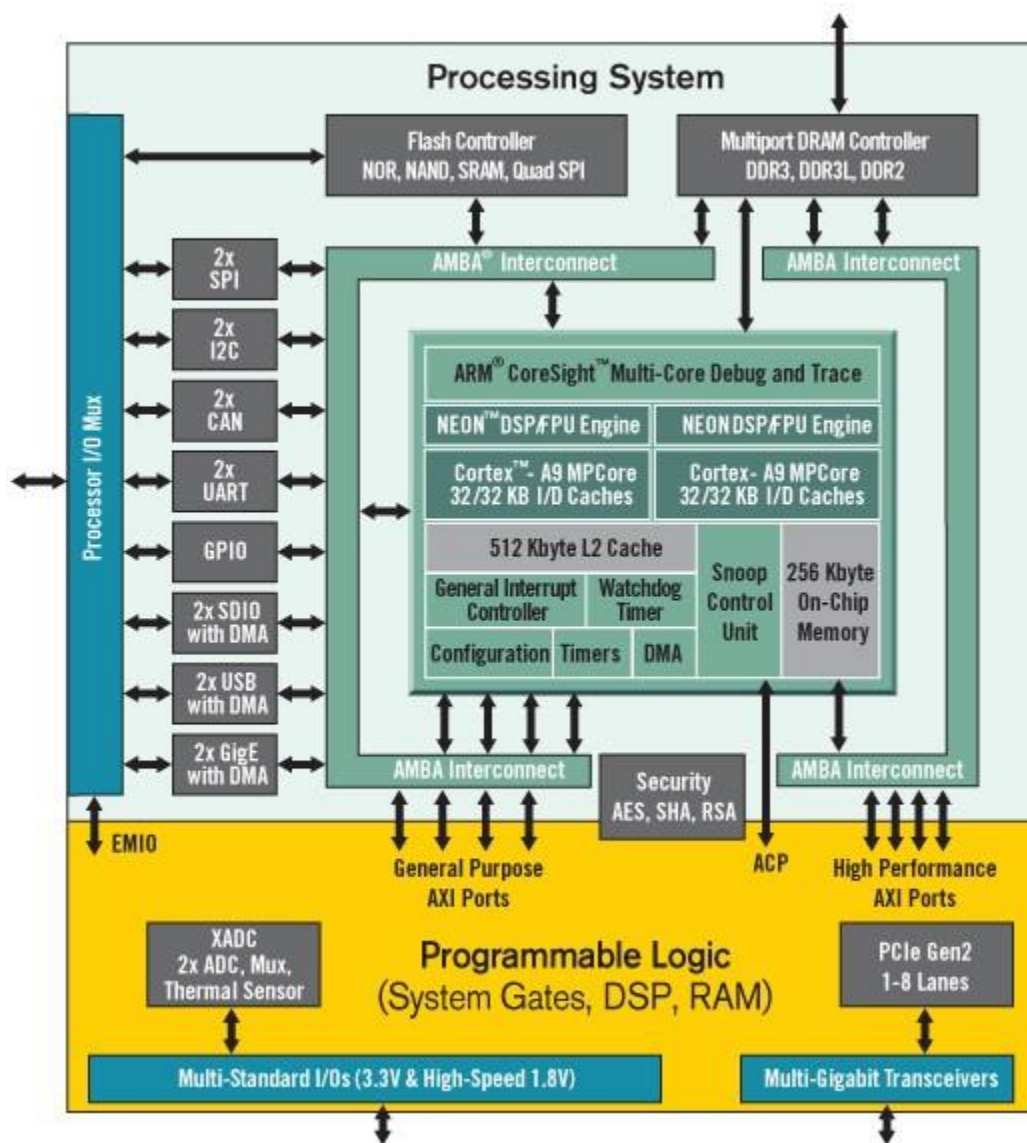 Processing System
Flash Controller
NOR, NAND, SRAM, Quad SPI
Multiport DRAM Controller
DDR3, DDR3L, DDR2
Processor I/O Mux
2x
SPI
2x
I2C
2x
CAN
2x
UART
GPIO
2x SDIO
with DMA
2x USB
with DMA
2x GigE
with DMA
AMBA® Interconnect
AMBA Interconnect
ARM® CoreSight™ Multi-Core Debug and Trace
NEON™ DSP/FPU Engine
NEON DSP/FPU Engine
Cortex™- A9 MPCore
32/32 KB I/D Caches
Cortex- A9 MPCore
32/32 KB I/D Caches
512 Kbyte L2 Cache
General Interrupt
Controller
Watchdog
Timer
Configuration
Timers
DMA
Snoop
Control
Unit
256 Kbyte
On-Chip
Memory
AMBA Interconnect
Security
AES, SHA, RSA
AMBA Interconnect
EMIO
General Purpose
AXI Ports
ACP
High Performance
AXI Ports
XADC
2x ADC, Mux,
Thermal Sensor
Programmable Logic
(System Gates, DSP, RAM)
PCIe Gen2
1-8 Lanes
Multi-Standard I/Os (3.3V & High-Speed 1.8V)
Multi-Gigabit Transceivers